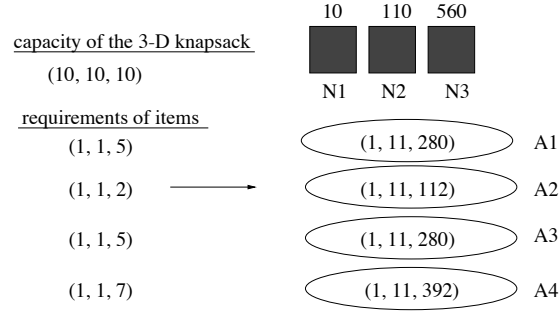 10 110 560
capacity of the 3-D knapsack
(10, 10, 10)
N1 N2 N3
requirements of items
(1, 1, 5) (1, 11, 280) A1
(1, 1, 2) (1, 11, 112) A2
(1, 1, 5) (1, 11, 280) A3
(1, 1, 7) (1, 11, 392) A4